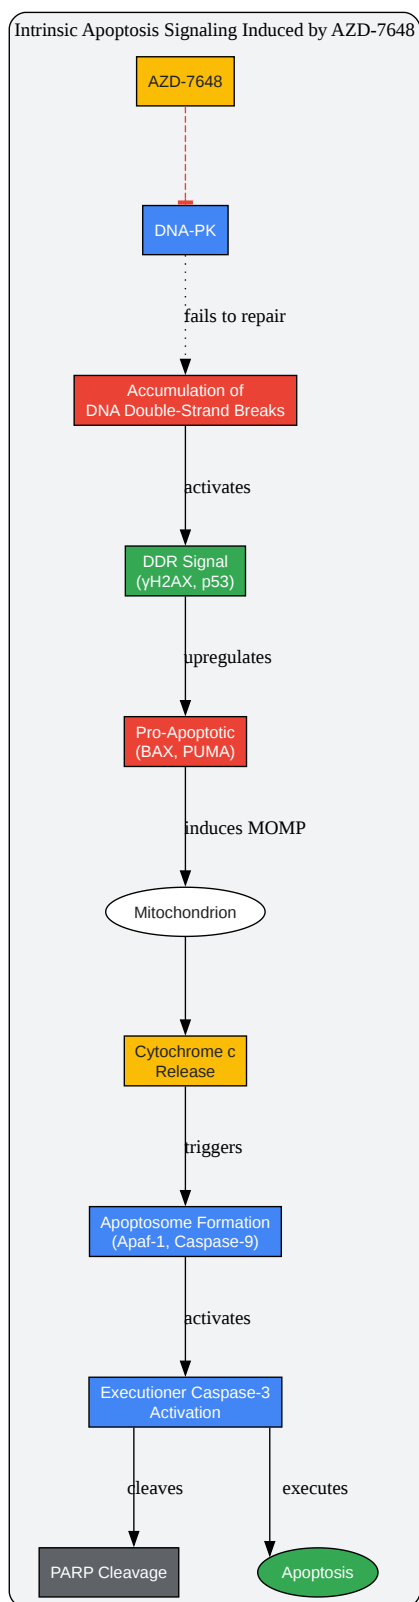 Intrinsic Apoptosis Signaling Induced by AZD-7648
AZD-7648
DNA-PK
fails to repair
Accumulation of
DNA Double-Strand Breaks
activates
DDR Signal
(γH2AX, p53)
upregulates
Pro-Apoptotic
(BAX, PUMA)
induces MOMP
Mitochondrion
Cytochrome c
Release
triggers
Apoptosome Formation
(Apaf-1, Caspase-9)
activates
Executioner Caspase-3
Activation
cleaves
executes
PARP Cleavage
Apoptosis